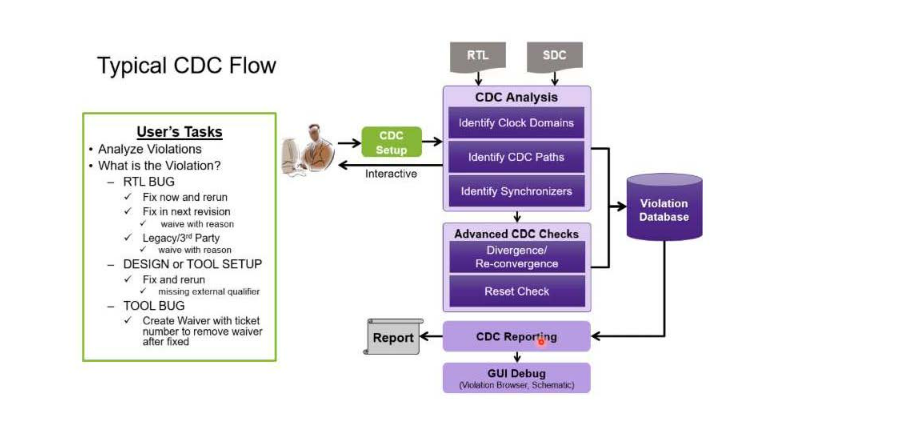 Typical CDC Flow
RTL
SDC
User's Tasks
• Analyze Violations
• What is the Violation?
– RTL BUG
✓ Fix now and rerun
✓ Fix in next revision
✓ waive with reason
✓ Legacy/3rd Party
✓ waive with reason
– DESIGN or TOOL SETUP
✓ Fix and rerun
✓ missing external qualifier
– TOOL BUG
✓ Create Waiver with ticket
number to remove waiver
after fixed
CDC
Setup
Interactive
CDC Analysis
Identify Clock Domains
Identify CDC Paths
Identify Synchronizers
Advanced CDC Checks
Divergence/
Re-convergence
Reset Check
Violation
Database
Report
CDC Reporting
GUI Debug
(Violation Browser, Schematic)